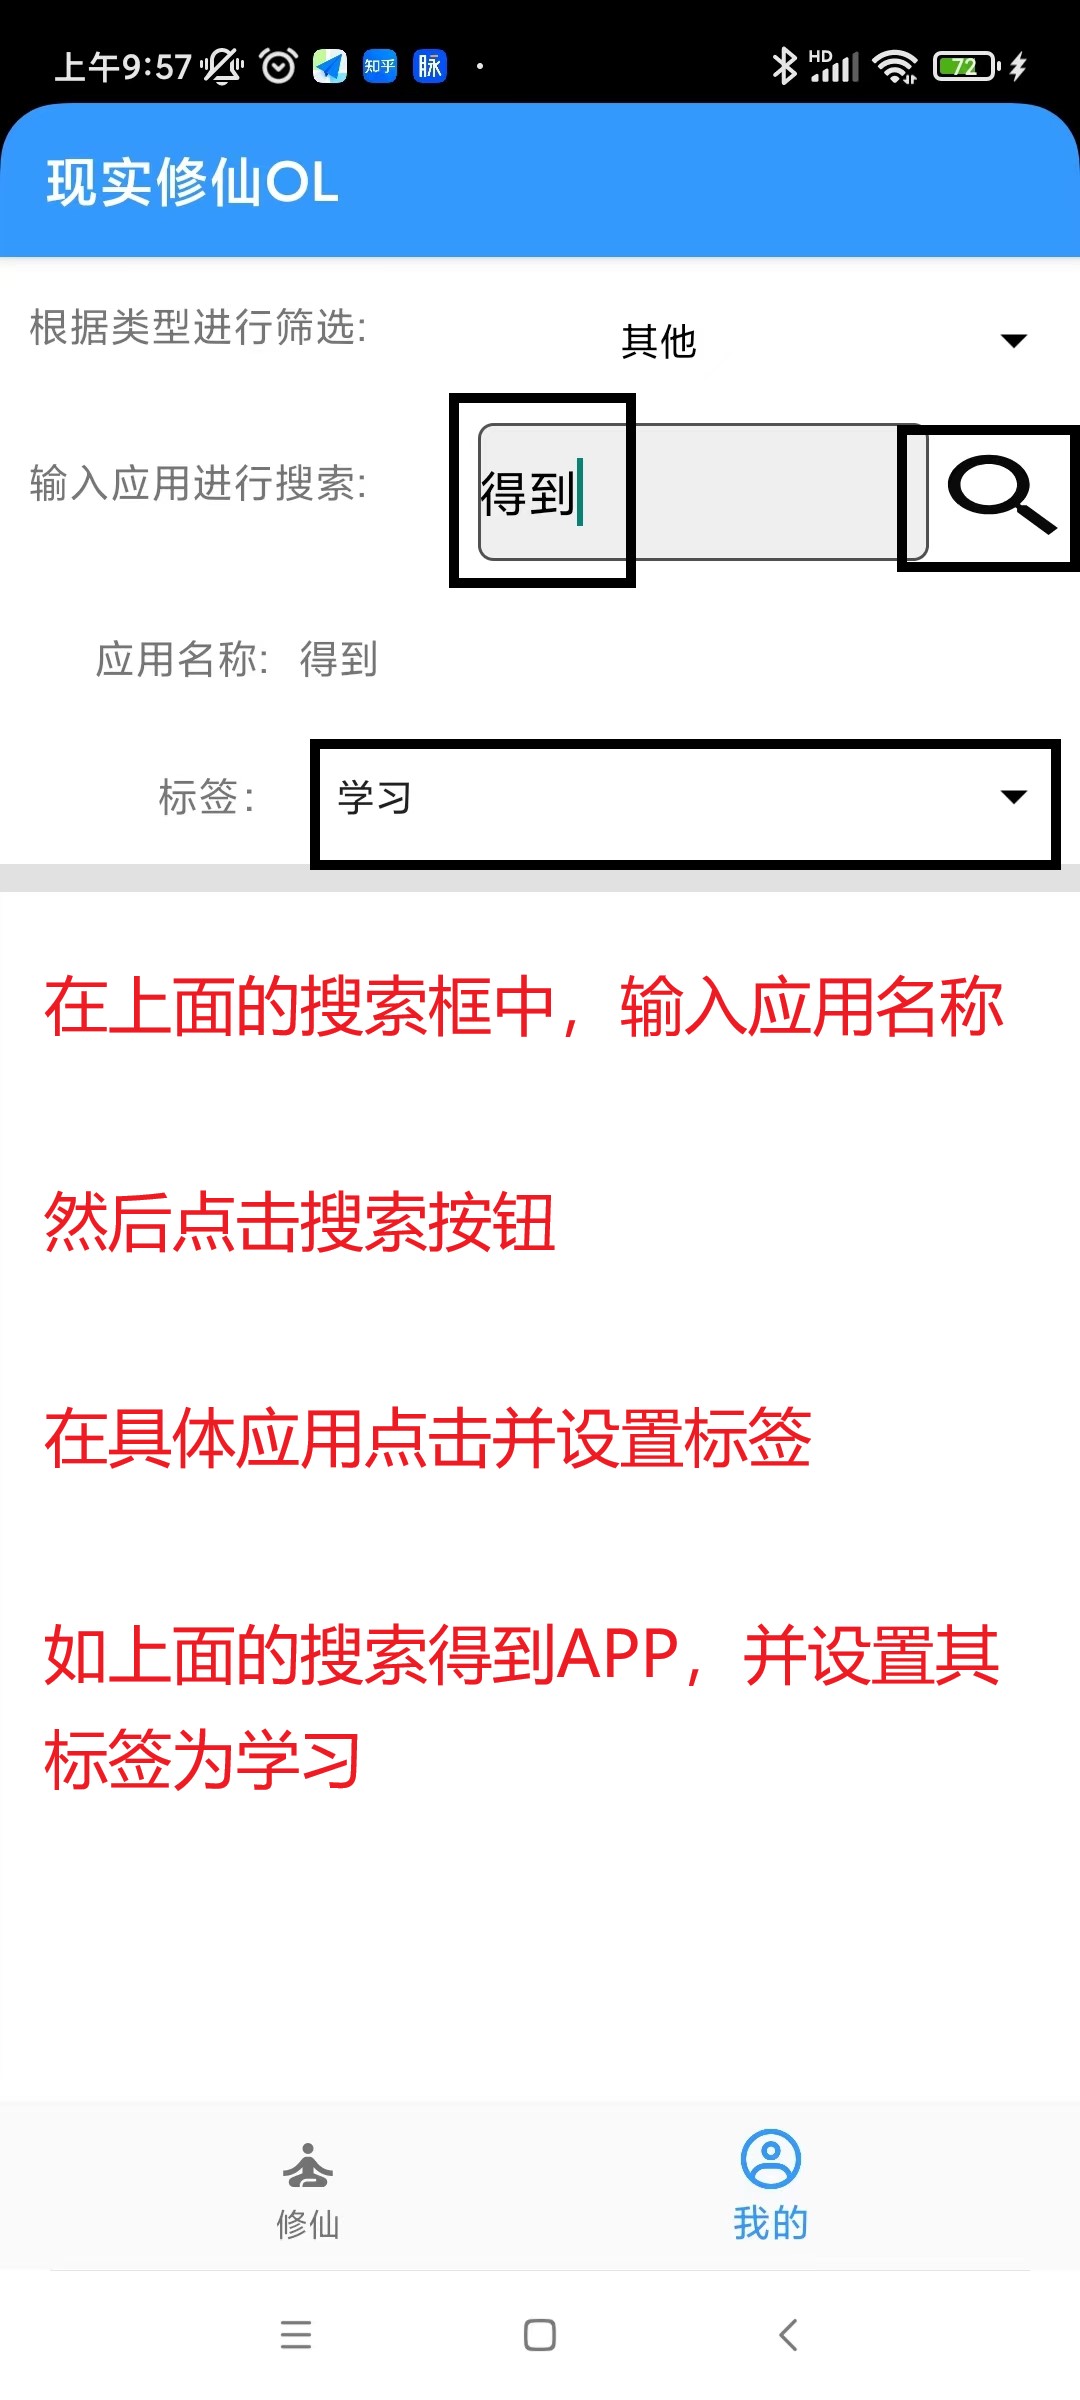 上午9:57 知乎 脉 HD 72
现实修仙OL
根据类型进行筛选: 其他
输入应用进行搜索: 得到
应用名称: 得到
标签: 学习
在上面的搜索框中，输入应用名称
然后点击搜索按钮
在具体应用点击并设置标签
如上面的搜索得到APP，并设置其
标签为学习
修仙 我的